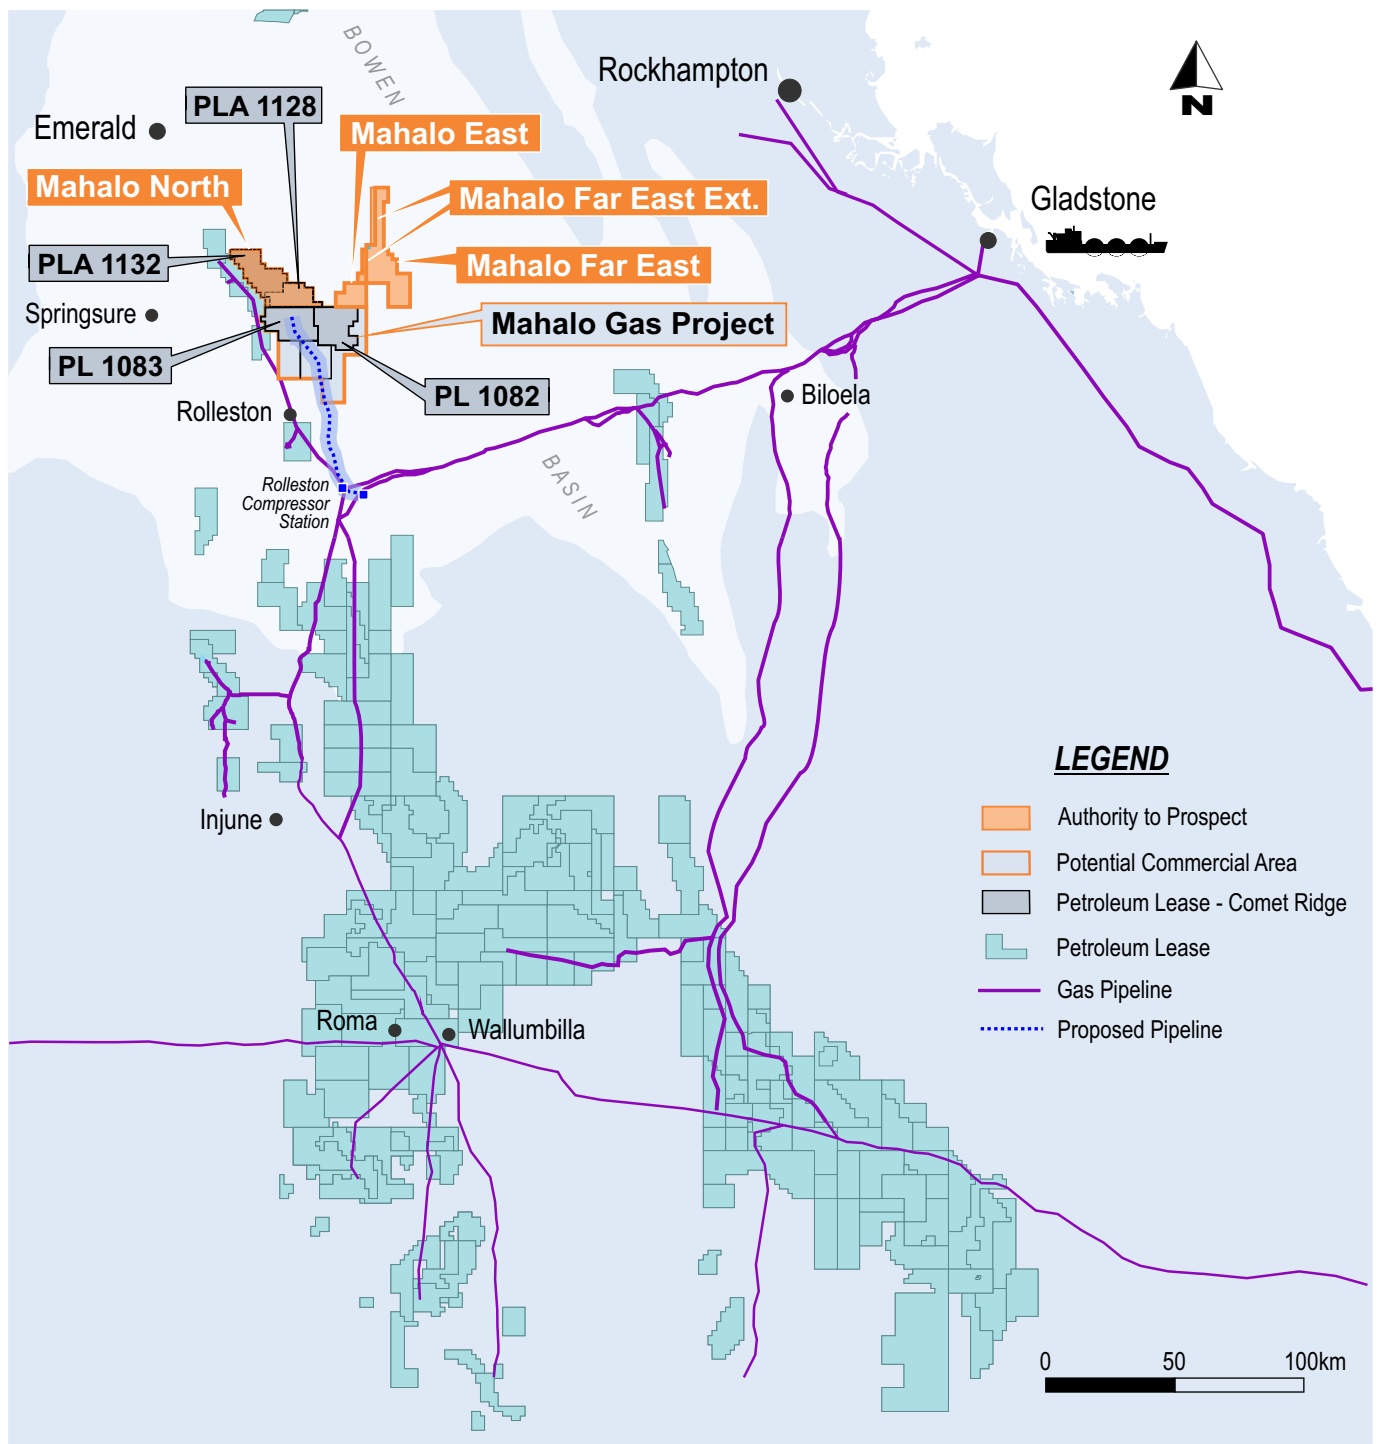 BOWEN
Rockhampton
N
PLA 1128
Emerald
Mahalo East
Mahalo North
Mahalo Far East Ext.
Gladstone
PLA 1132
Mahalo Far East
Springsure
Mahalo Gas Project
PL 1083
PL 1082
Rolleston
Biloela
BASIN
Rolleston
Compressor
Station
LEGEND
Injune
Authority to Prospect
Potential Commercial Area
Petroleum Lease - Comet Ridge
Petroleum Lease
Gas Pipeline
Roma
Wallumbilla
Proposed Pipeline
0 50 100km